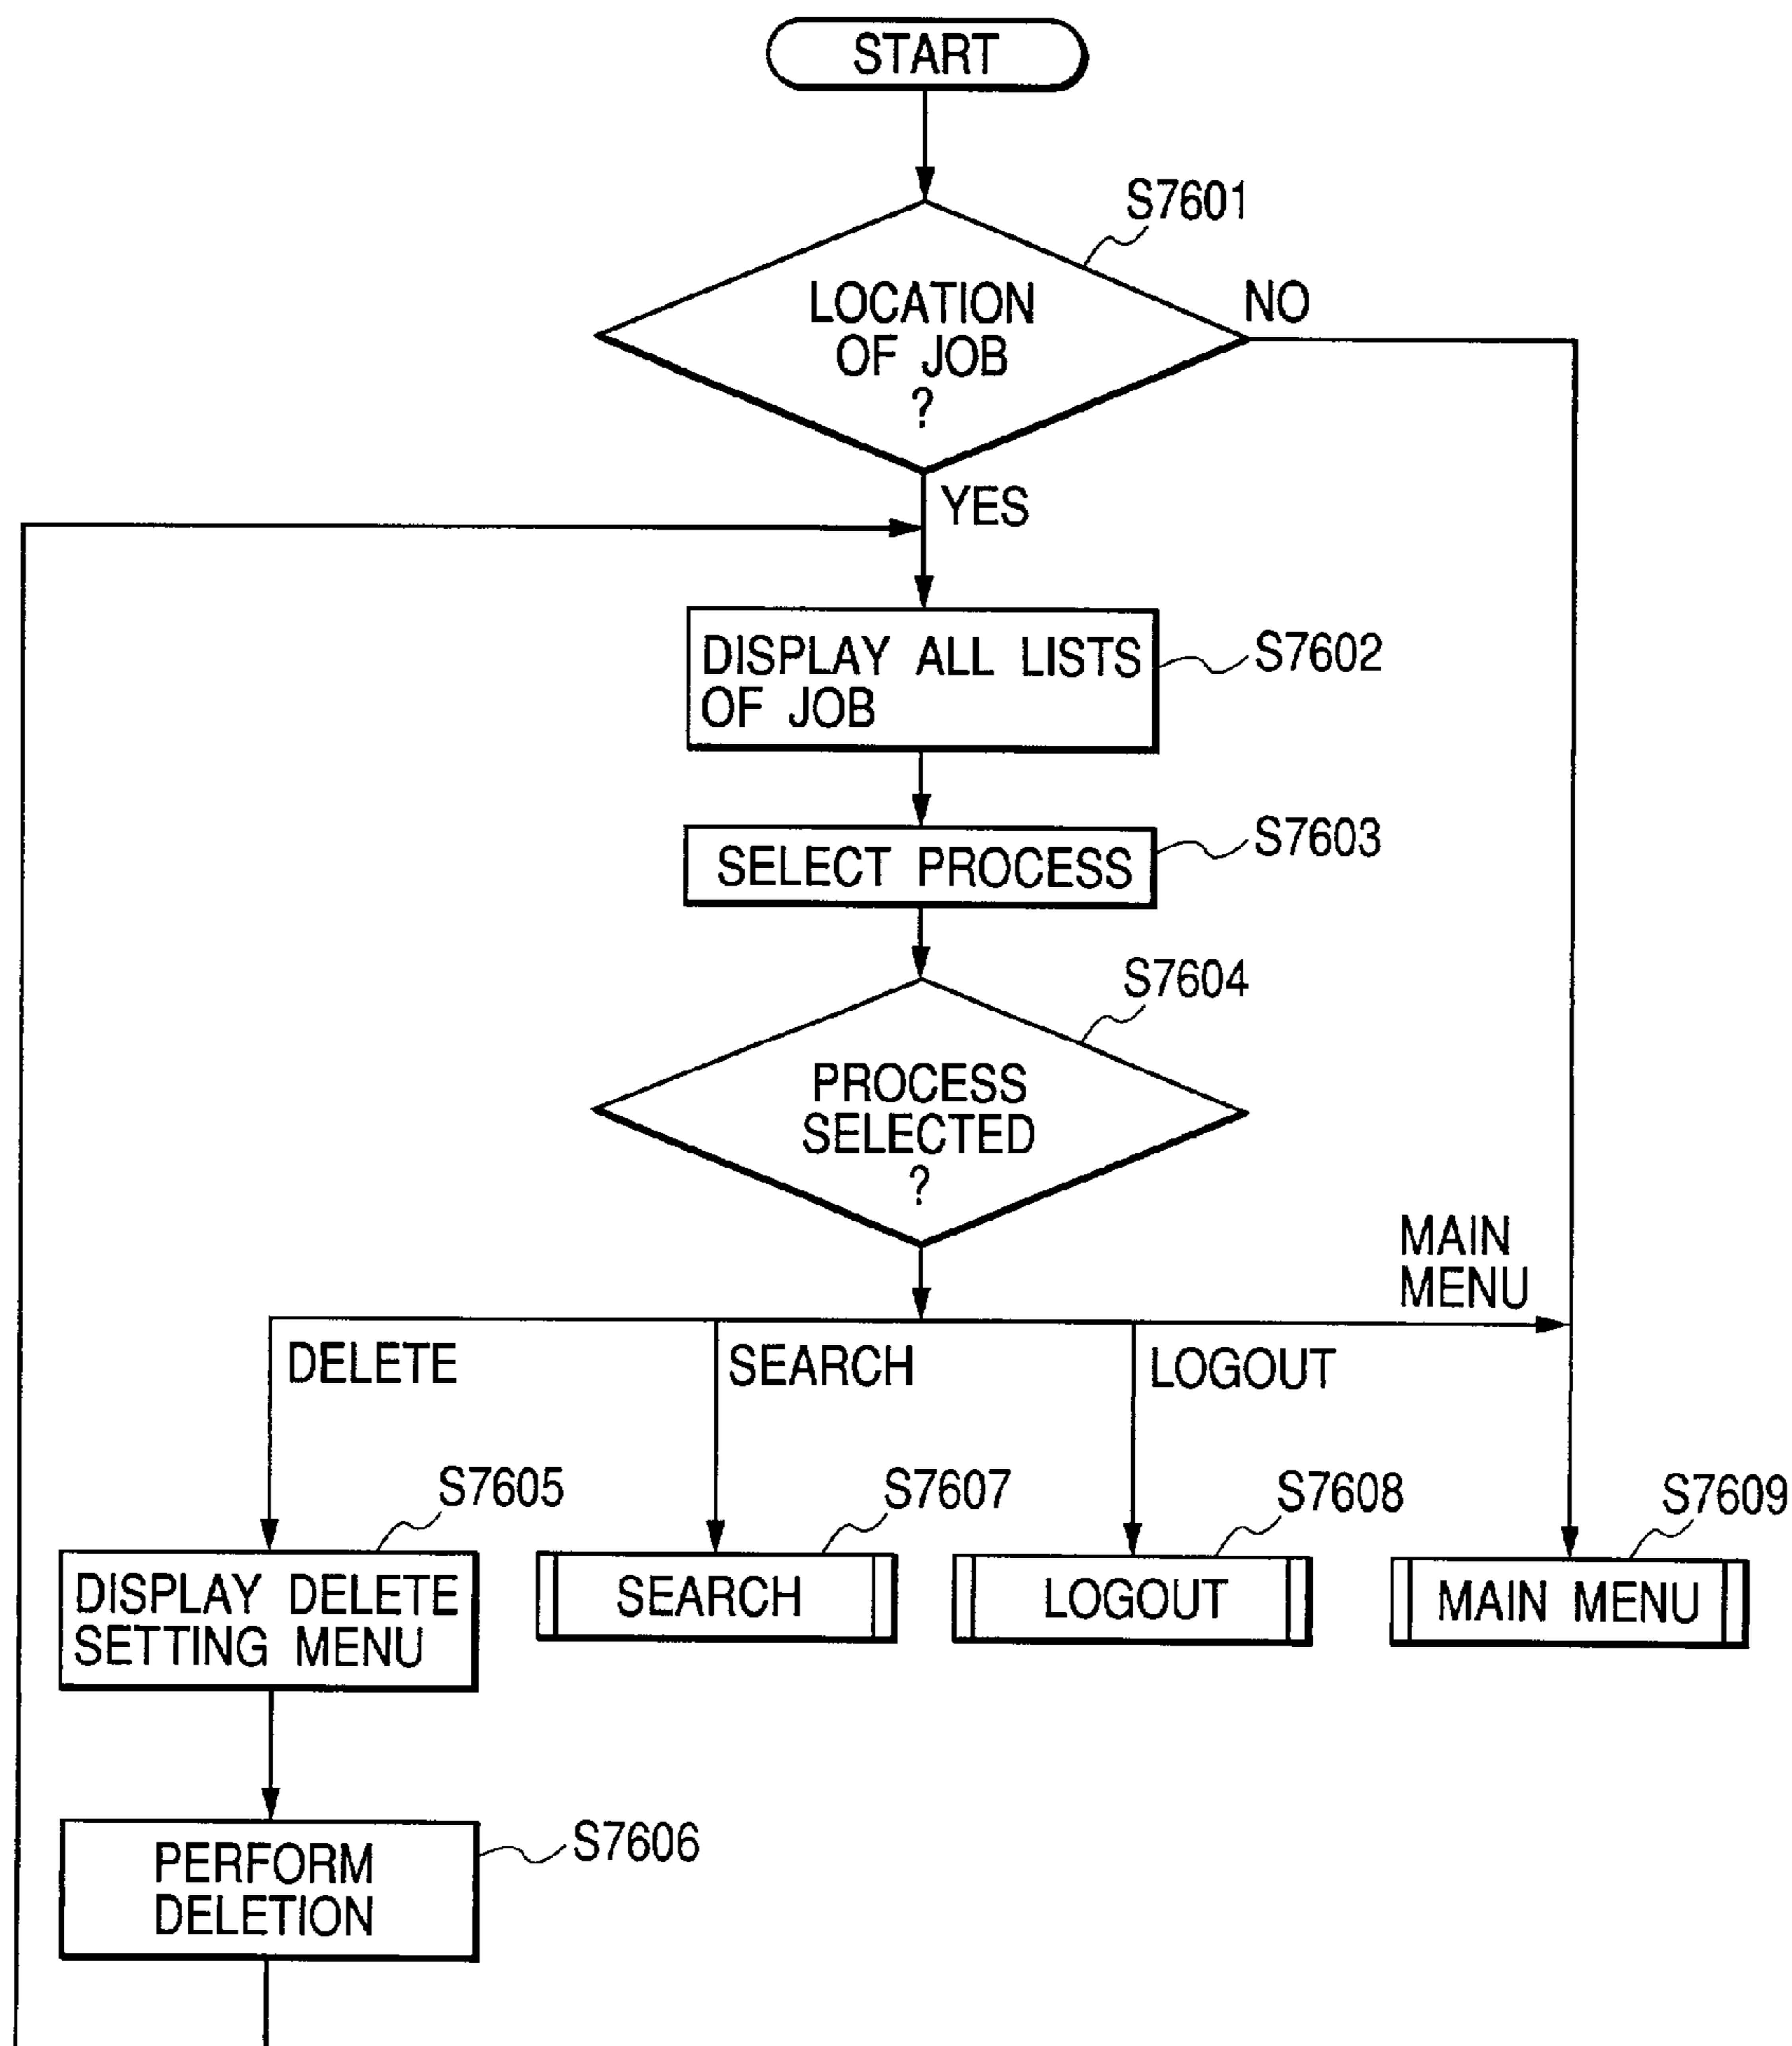 START
S7601
LOCATION
OF JOB
?
NO
YES
DISPLAY ALL LISTS
OF JOB
S7602
SELECT PROCESS
S7603
S7604
PROCESS
SELECTED
?
MAIN
MENU
DELETE
SEARCH
LOGOUT
S7605
S7607
S7608
S7609
DISPLAY DELETE
SETTING MENU
SEARCH
LOGOUT
MAIN MENU
PERFORM
DELETION
S7606